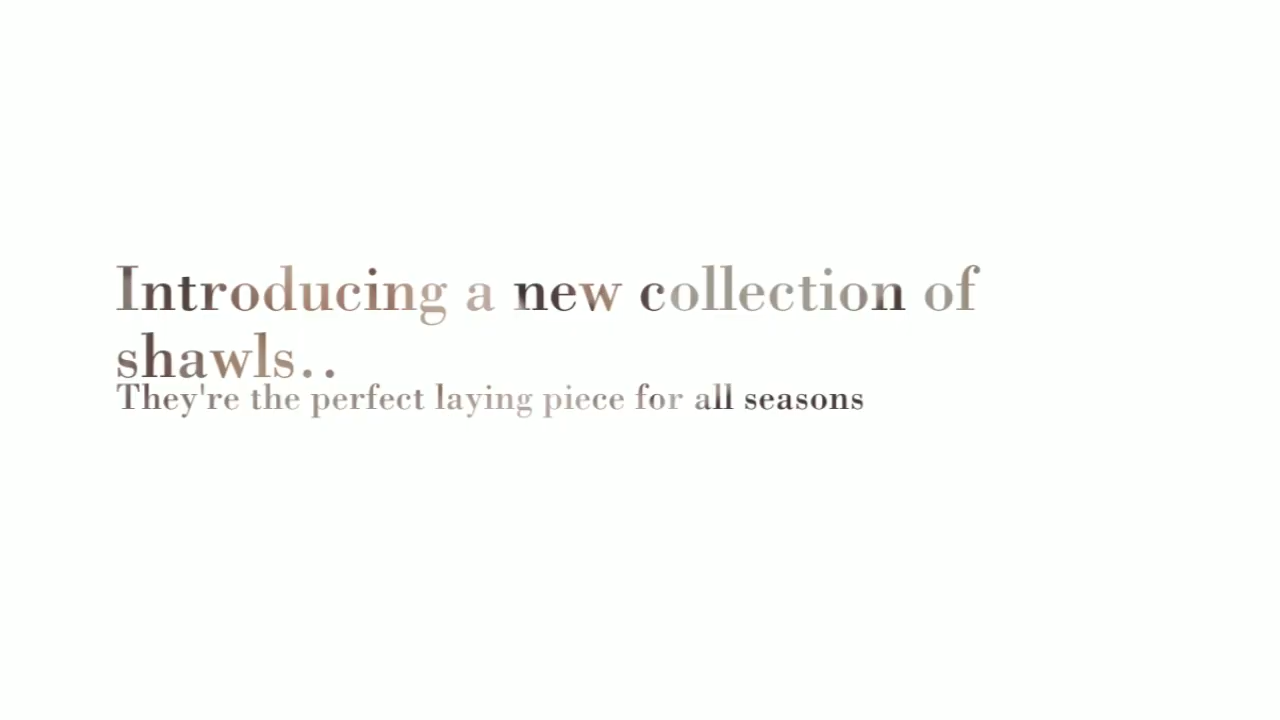 Introducing a new collection of
shawls..
They're the perfect laying piece for all seasons